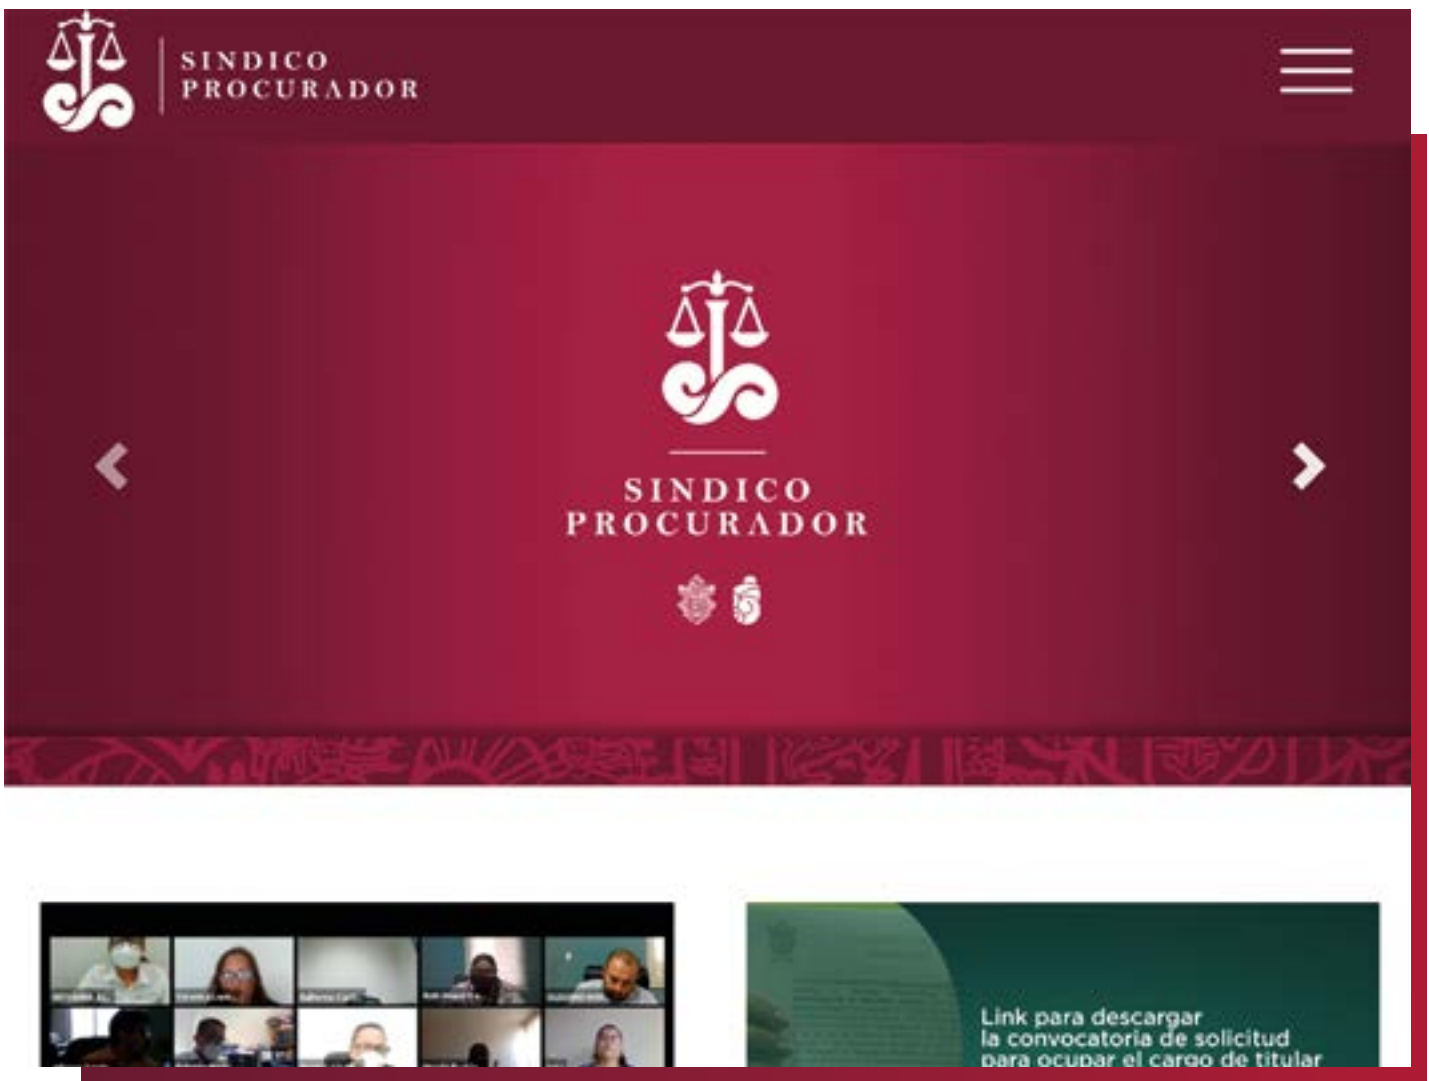 SINDICO
PROCURADOR
SINDICO
PROCURADOR
Link para descargar
la convocatoria de solicitud
para ocupar el cargo de titular